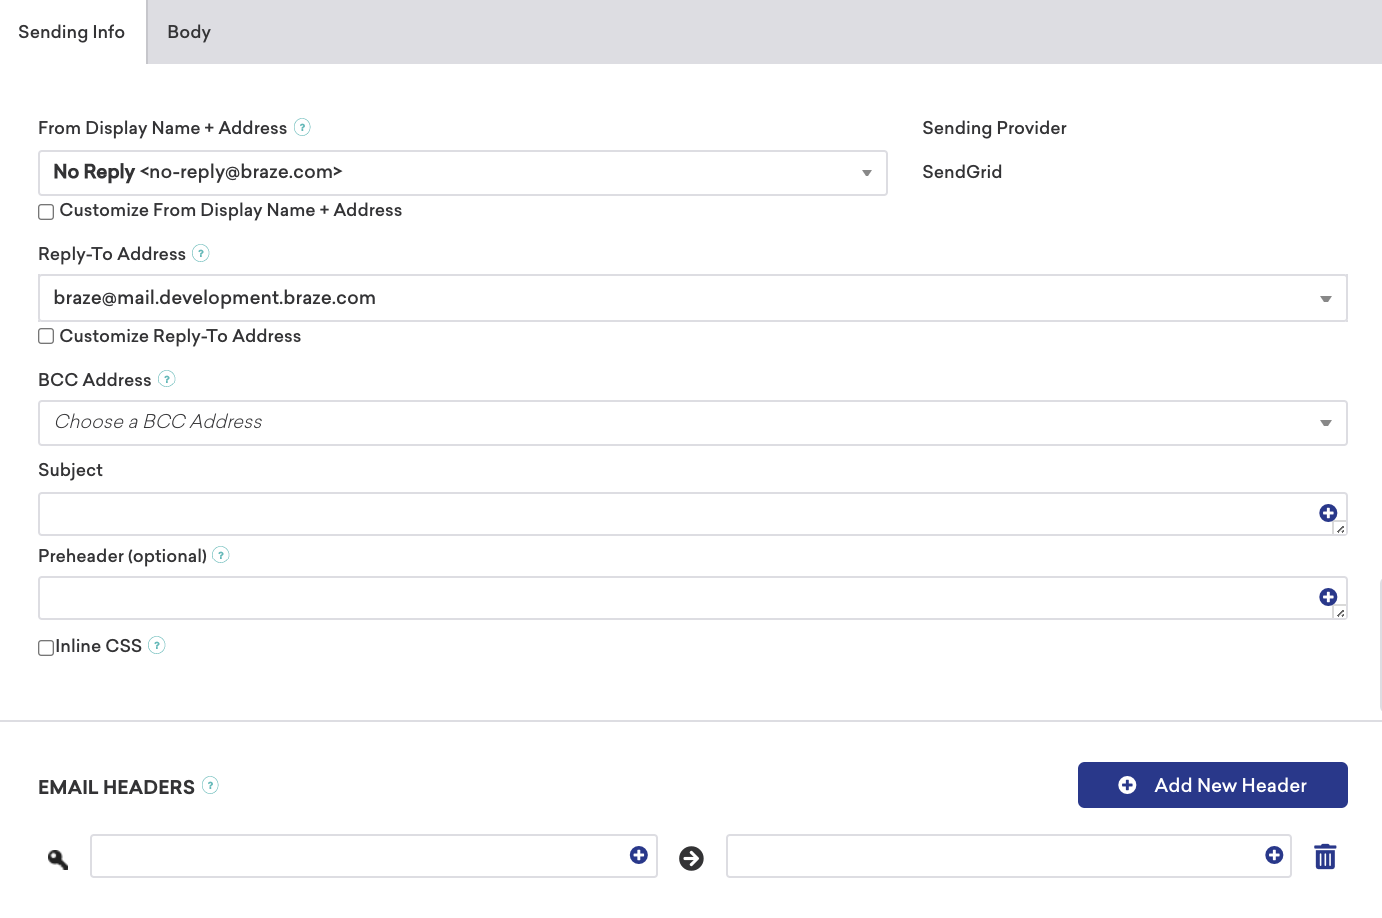 Sending Info
Body
From Display Name + Address ?
Sending Provider
No Reply <no-reply@braze.com>
SendGrid
Customize From Display Name + Address
Reply-To Address ?
braze@mail.development.braze.com
Customize Reply-To Address
BCC Address ?
Choose a BCC Address
Subject
Preheader (optional) ?
Inline CSS ?
EMAIL HEADERS ?
Add New Header